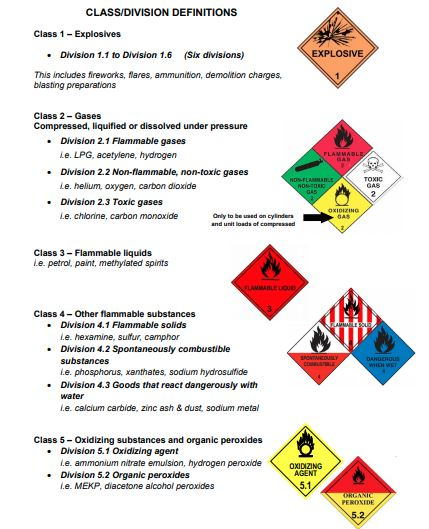 CLASS/DIVISION DEFINITIONS
Class 1 – Explosives
• Division 1.1 to Division 1.6 (Six divisions)
This includes fireworks, flares, ammunition, demolition charges,
blasting preparations
EXPLOSIVE
1
Class 2 – Gases
Compressed, liquified or dissolved under pressure
• Division 2.1 Flammable gases
i.e. LPG, acetylene, hydrogen
• Division 2.2 Non-flammable, non-toxic gases
i.e. helium, oxygen, carbon dioxide
• Division 2.3 Toxic gases
i.e. chlorine, carbon monoxide
FLAMMABLE
GAS
2
NON-FLAMMABLE
NON-TOXIC
GAS
2
TOXIC
GAS
2
OXIDIZING
GAS
2
Only to be used on cylinders
and unit loads of compressed
Class 3 – Flammable liquids
i.e. petrol, paint, methylated spirits
FLAMMABLE LIQUID
3
Class 4 – Other flammable substances
• Division 4.1 Flammable solids
i.e. hexamine, sulfur, camphor
• Division 4.2 Spontaneously combustible
substances
i.e. phosphorus, xanthates, sodium hydrosulfide
• Division 4.3 Goods that react dangerously with
water
i.e. calcium carbide, zinc ash & dust, sodium metal
FLAMMABLE SOLID
SPONTANEOUSLY
COMBUSTIBLE
4
DANGEROUS
WHEN WET
4
Class 5 – Oxidizing substances and organic peroxides
• Division 5.1 Oxidizing agent
i.e. ammonium nitrate emulsion, hydrogen peroxide
• Division 5.2 Organic peroxides
i.e. MEKP, diacetone alcohol peroxides
OXIDIZING
AGENT
5.1
ORGANIC
PEROXIDE
5.2